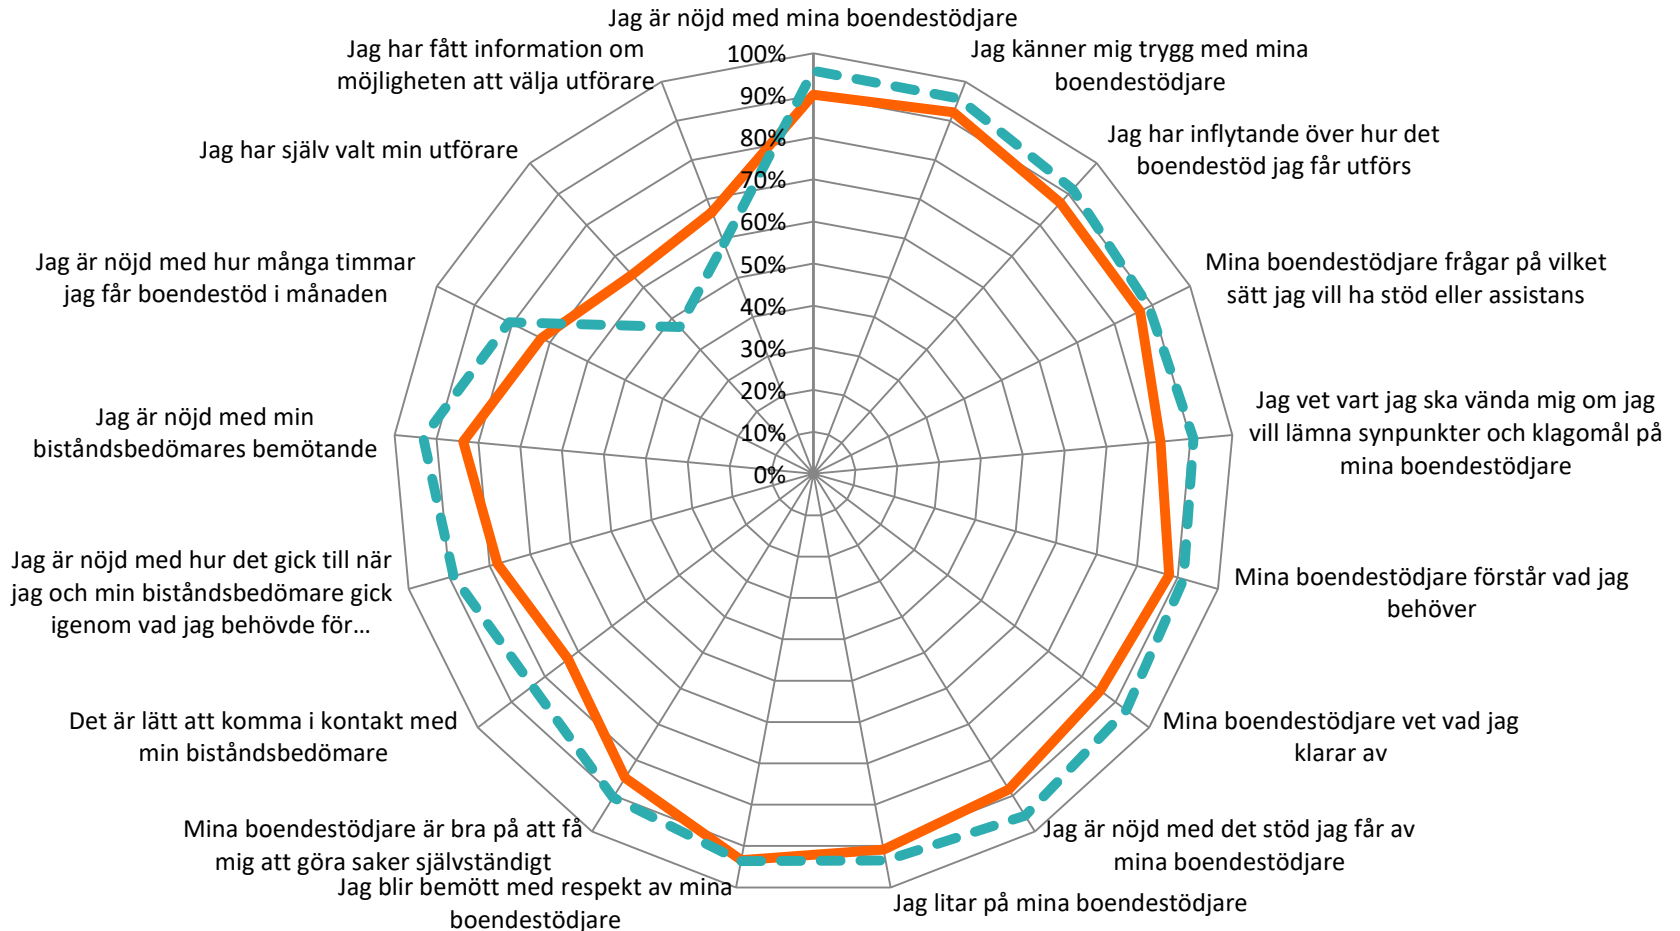 Jag är nöjd med mina boendestödjare
Jag känner mig trygg med mina
boendestödjare
Jag har inflytande över hur det
boendestöd jag får utförs
Mina boendestödjare frågar på vilket
sätt jag vill ha stöd eller assistans
Jag vet vart jag ska vända mig om jag
vill lämna synpunkter och klagomål på
mina boendestödjare
Mina boendestödjare förstår vad jag
behöver
Mina boendestödjare vet vad jag
klarar av
Jag är nöjd med det stöd jag får av
mina boendestödjare
Jag litar på mina boendestödjare
Jag blir bemött med respekt av mina
boendestödjare
Mina boendestödjare är bra på att få
mig att göra saker självständigt
Det är lätt att komma i kontakt med
min biståndsbedömare
Jag är nöjd med hur det gick till när
jag och min biståndsbedömare gick
igenom vad jag behövde för…
Jag är nöjd med min
biståndsbedömares bemötande
Jag är nöjd med hur många timmar
jag får boendestöd i månaden
Jag har själv valt min utförare
Jag har fått information om
möjligheten att välja utförare
100%
90%
80%
70%
60%
50%
40%
30%
20%
10%
0%